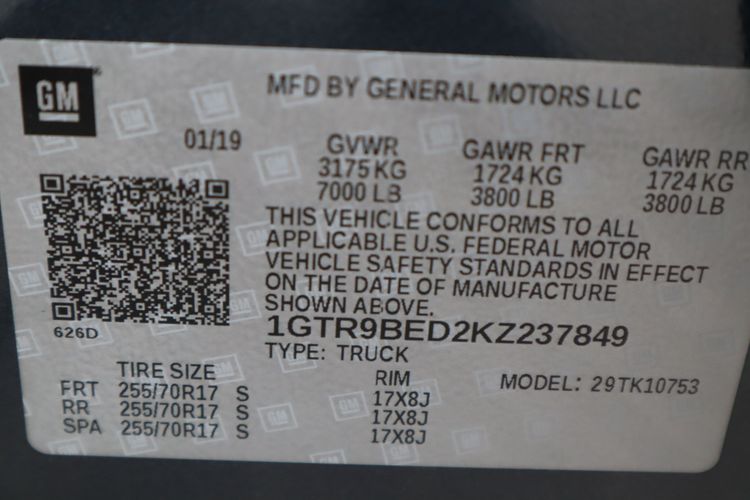 GM
MFD BY GENERAL MOTORS LLC
01/19
GVWR GAWR FRT GAWR RR
3175 KG 1724 KG 1724 KG
7000 LB 3800 LB 3800 LB
THIS VEHICLE CONFORMS TO ALL
APPLICABLE U.S. FEDERAL MOTOR
VEHICLE SAFETY STANDARDS IN EFFECT
ON THE DATE OF MANUFACTURE
SHOWN ABOVE.
626D
1GTR9BED2KZ237849
TYPE: TRUCK
TIRE SIZE RIM MODEL: 29TK10753
FRT 255/70R17 S 17X8J
RR 255/70R17 S 17X8J
SPA 255/70R17 S 17X8J